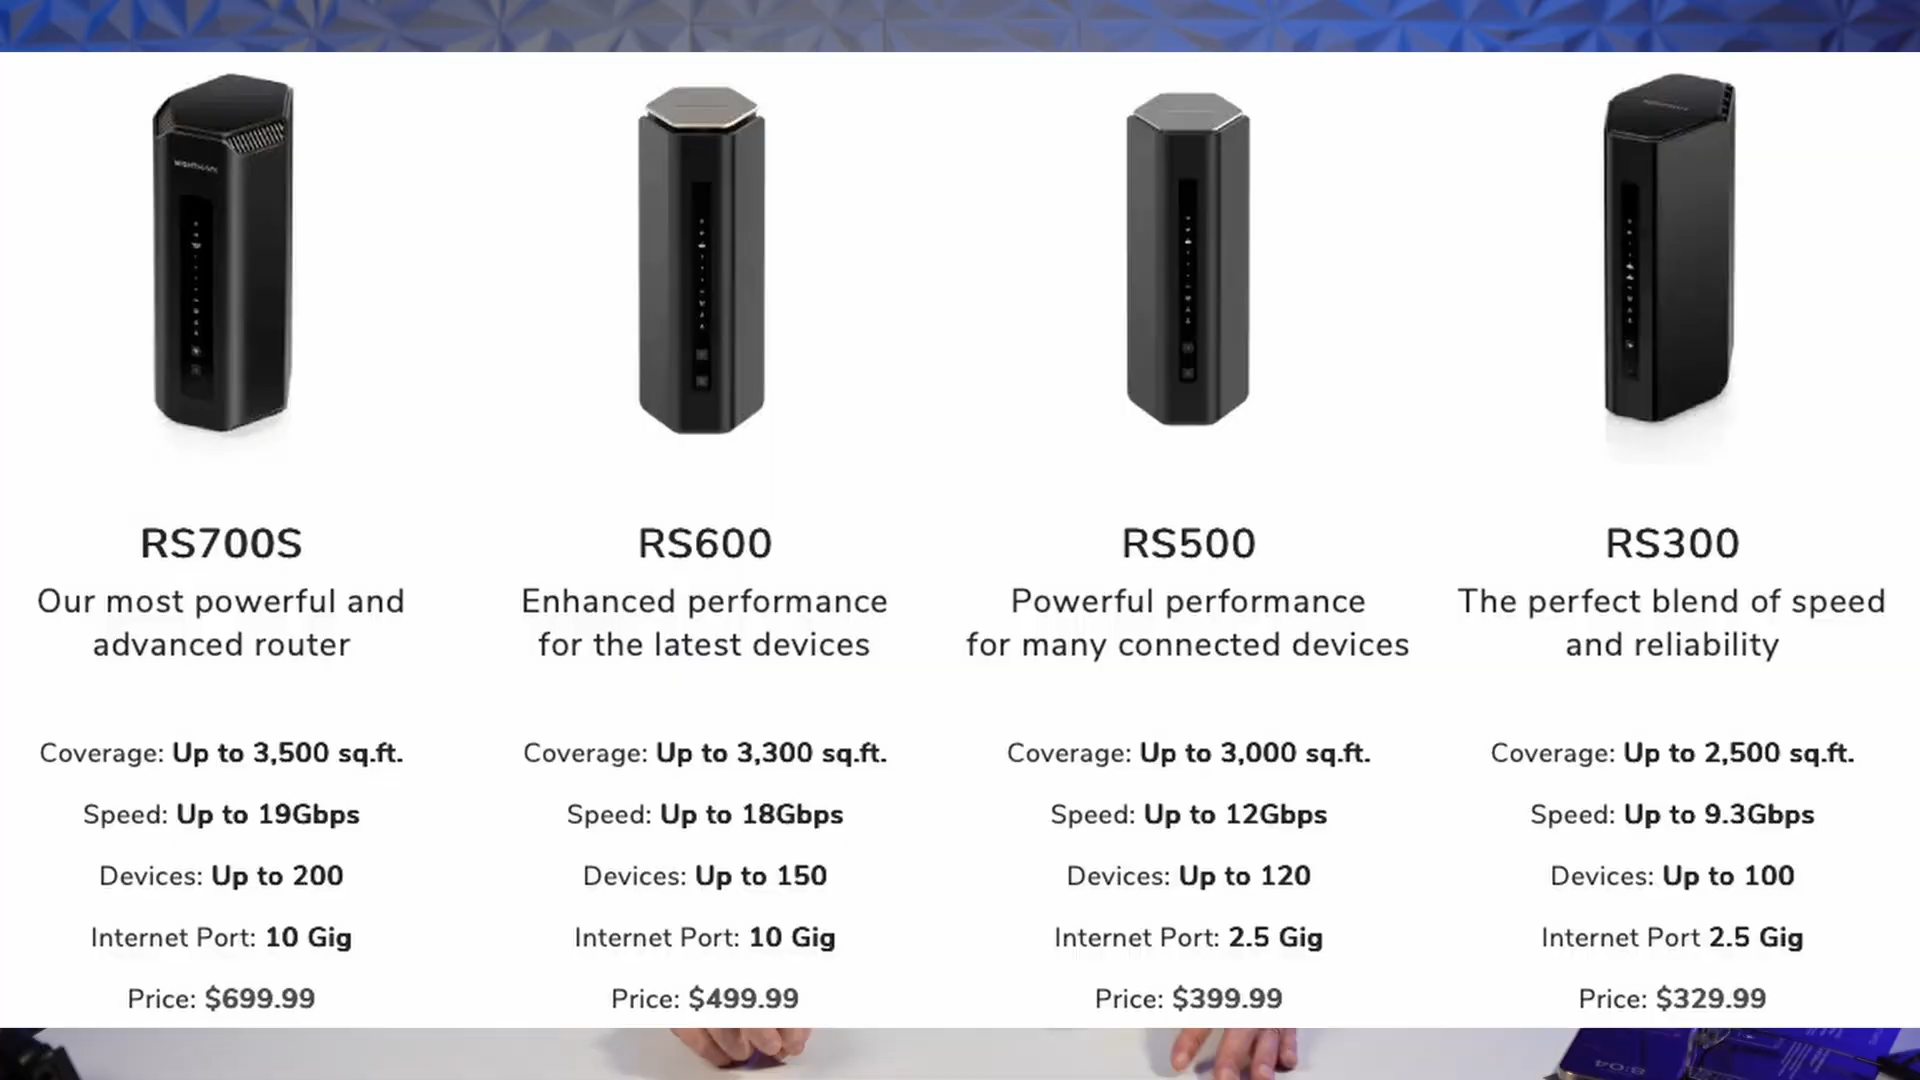 RS700S
Our most powerful and
advanced router
Coverage: Up to 3,500 sq.ft.
Speed: Up to 19Gbps
Devices: Up to 200
Internet Port: 10 Gig
Price: $699.99
RS600
Enhanced performance
for the latest devices
Coverage: Up to 3,300 sq.ft.
Speed: Up to 18Gbps
Devices: Up to 150
Internet Port: 10 Gig
Price: $499.99
RS500
Powerful performance
for many connected devices
Coverage: Up to 3,000 sq.ft.
Speed: Up to 12Gbps
Devices: Up to 120
Internet Port: 2.5 Gig
Price: $399.99
RS300
The perfect blend of speed
and reliability
Coverage: Up to 2,500 sq.ft.
Speed: Up to 9.3Gbps
Devices: Up to 100
Internet Port 2.5 Gig
Price: $329.99
8:04